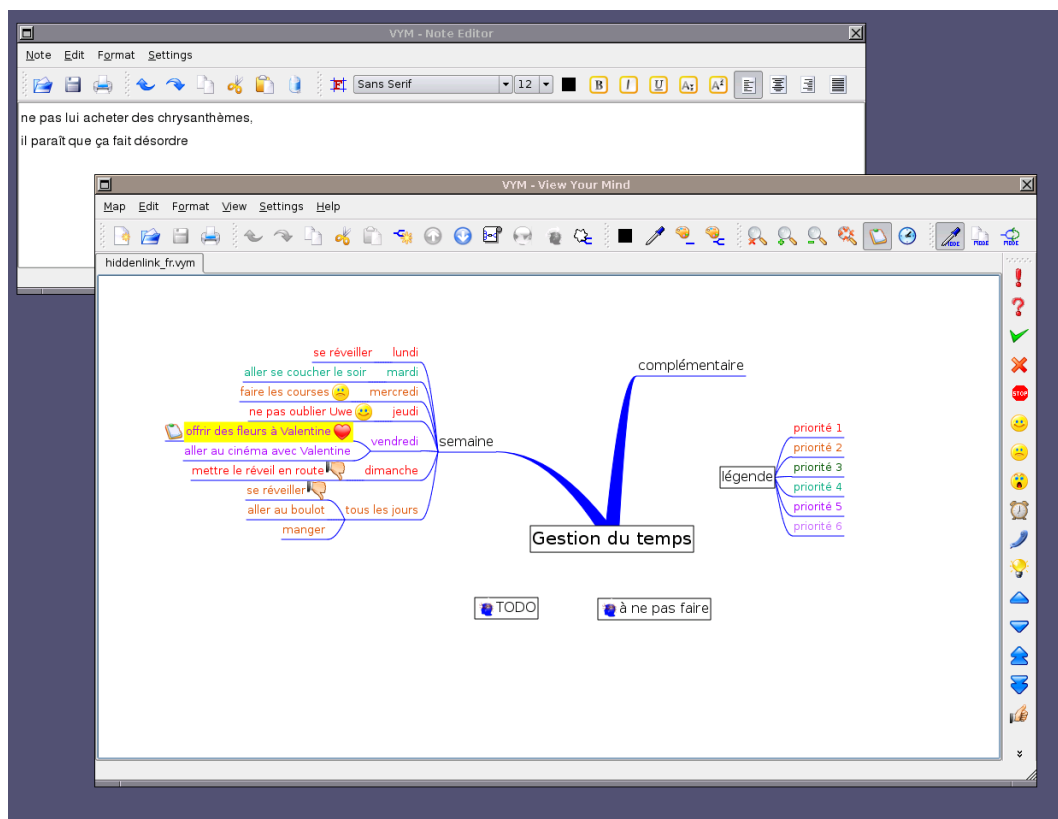 VYM - Note Editor
Note Edit Format Settings
Sans Serif 12 B I U A; A²
ne pas lui acheter des chrysanthèmes,
il paraît que ça fait désordre
VYM - View Your Mind
Map Edit Format View Settings Help
MODE MODE MODE
hiddenlink_fr.vym
STOP
se réveiller lundi
aller se coucher le soir mardi
faire les courses mercredi
ne pas oublier Uwe jeudi
offrir des fleurs à Valentine
vendredi
aller au cinéma avec Valentine
mettre le réveil en route dimanche
se réveiller
aller au boulot tous les jours
manger
semaine
complémentaire
légende
priorité 1
priorité 2
priorité 3
priorité 4
priorité 5
priorité 6
Gestion du temps
TODO
à ne pas faire